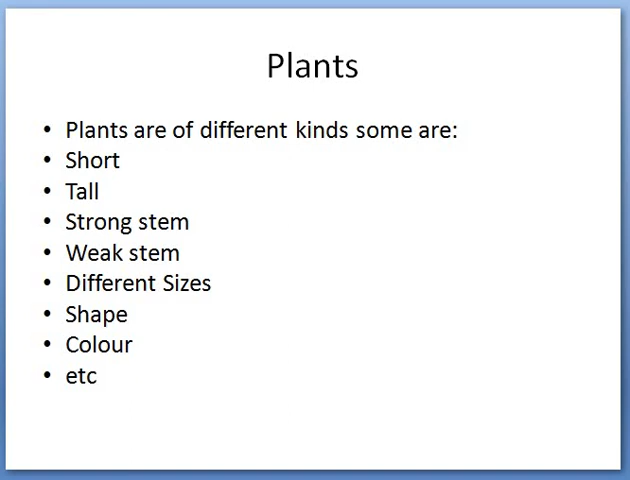 Plants
• Plants are of different kinds some are:
• Short
• Tall
• Strong stem
• Weak stem
• Different Sizes
• Shape
• Colour
• etc